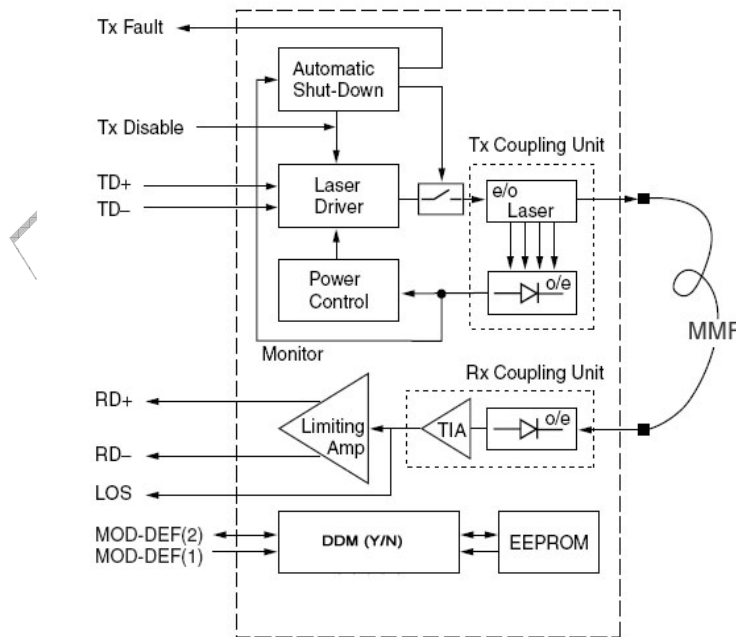 Tx Fault
Automatic
Shut-Down
Tx Disable
Tx Coupling Unit
TD+
TD–
Laser
Driver
e/o
Laser
Power
Control
o/e
Monitor
MMF
Rx Coupling Unit
RD+
RD–
Limiting
Amp
TIA
o/e
LOS
MOD-DEF(2)
MOD-DEF(1)
DDM (Y/N)
EEPROM